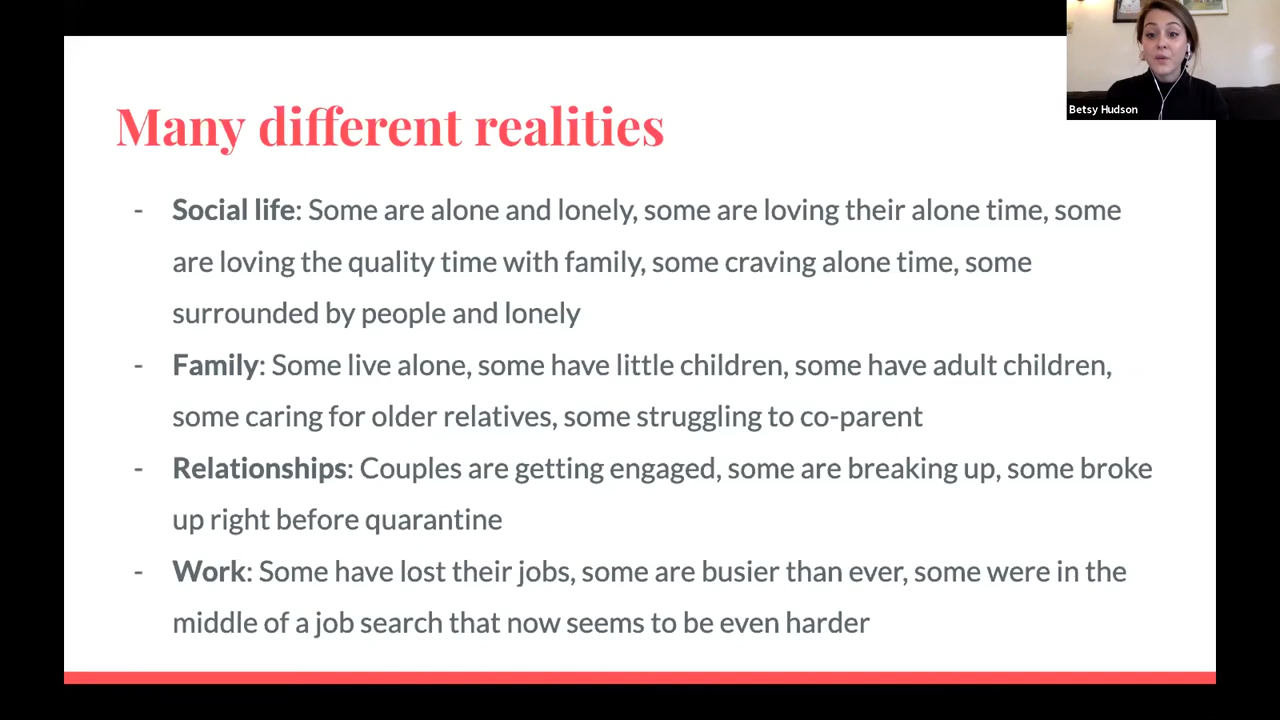 Many different realities
- Social life: Some are alone and lonely, some are loving their alone time, some
are loving the quality time with family, some craving alone time, some
surrounded by people and lonely
- Family: Some live alone, some have little children, some have adult children,
some caring for older relatives, some struggling to co-parent
- Relationships: Couples are getting engaged, some are breaking up, some broke
up right before quarantine
- Work: Some have lost their jobs, some are busier than ever, some were in the
middle of a job search that now seems to be even harder
Betsy Hudson